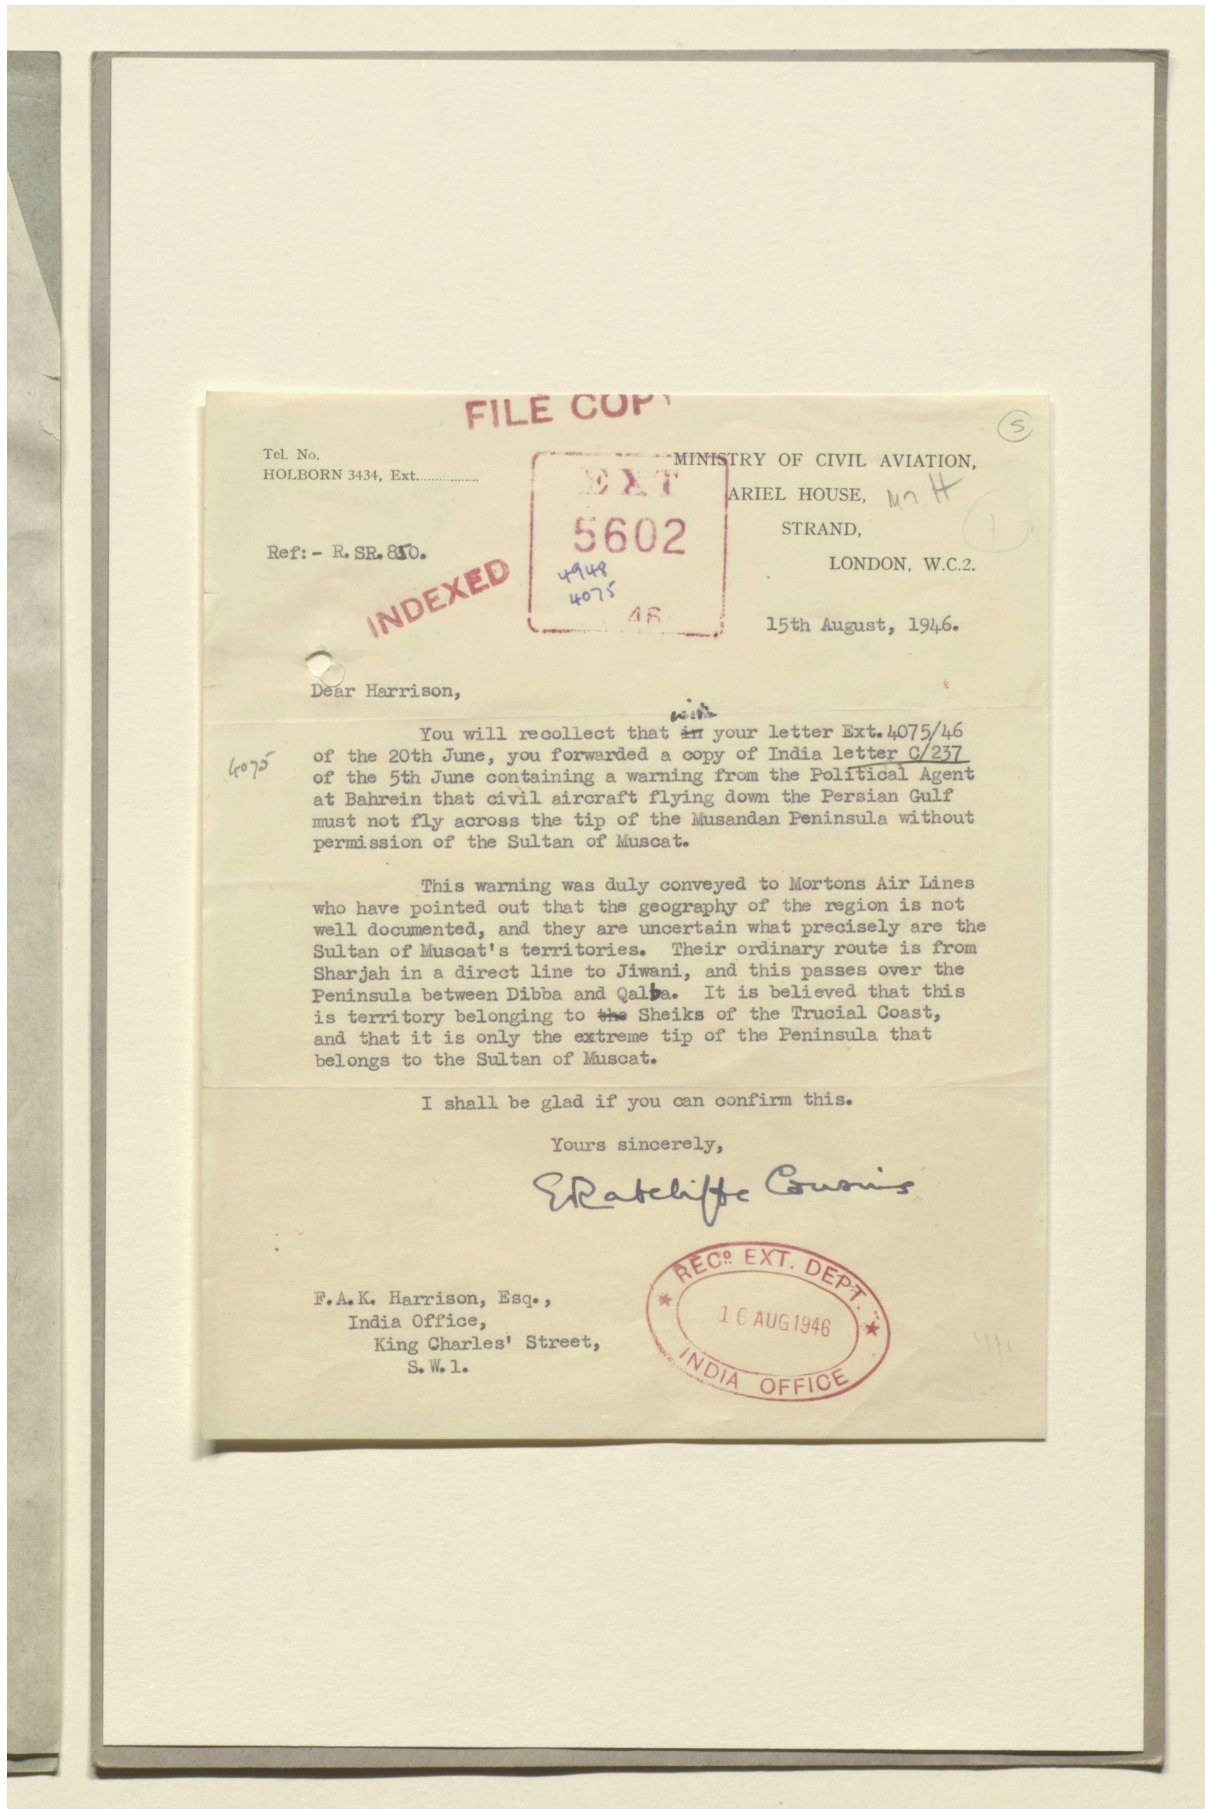 FILE COPY
5
Tel. No.
HOLBORN 3434, Ext.................
MINISTRY OF CIVIL AVIATION,
ARIEL HOUSE,
STRAND,
LONDON, W.C.2.
Mr H
1
EXT
5602
4948
4075
46
Ref:- R.SR.850.
INDEXED
15th August, 1946.
Dear Harrison,
with
You will recollect that in your letter Ext.4075/46
4075
of the 20th June, you forwarded a copy of India letter C/237
of the 5th June containing a warning from the Political Agent
at Bahrein that civil aircraft flying down the Persian Gulf
must not fly across the tip of the Musandan Peninsula without
permission of the Sultan of Muscat.
This warning was duly conveyed to Mortons Air Lines
who have pointed out that the geography of the region is not
well documented, and they are uncertain what precisely are the
Sultan of Muscat's territories. Their ordinary route is from
Sharjah in a direct line to Jiwani, and this passes over the
Peninsula between Dibba and Qalba. It is believed that this
is territory belonging to the Sheiks of the Trucial Coast,
and that it is only the extreme tip of the Peninsula that
belongs to the Sultan of Muscat.
I shall be glad if you can confirm this.
Yours sincerely,
E Ratcliffe Cousins
F.A.K. Harrison, Esq.,
India Office,
King Charles' Street,
S.W.1.
RECD. EXT. DEPT.
16 AUG 1946
INDIA OFFICE